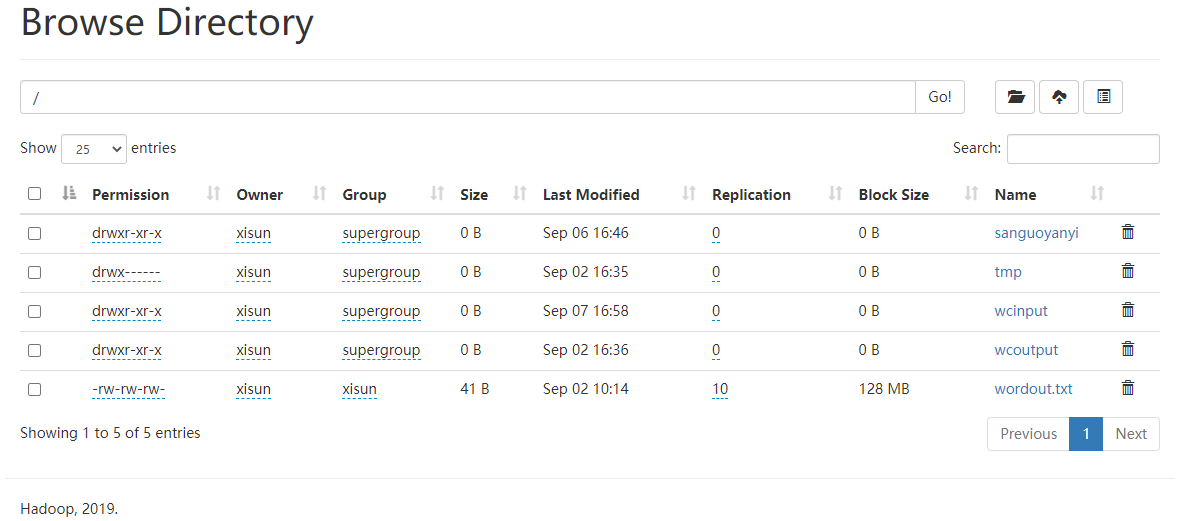 Browse Directory
/ Go!
Show 25 entries Search:
Permission Owner Group Size Last Modified Replication Block Size Name
drwxr-xr-x xisun supergroup 0 B Sep 06 16:46 0 0 B sanguoyanyi
drwx------ xisun supergroup 0 B Sep 02 16:35 0 0 B tmp
drwxr-xr-x xisun supergroup 0 B Sep 07 16:58 0 0 B wcinput
drwxr-xr-x xisun supergroup 0 B Sep 02 16:36 0 0 B wcoutput
-rw-rw-rw- xisun xisun 41 B Sep 02 10:14 10 128 MB wordout.txt
Showing 1 to 5 of 5 entries Previous 1 Next
Hadoop, 2019.